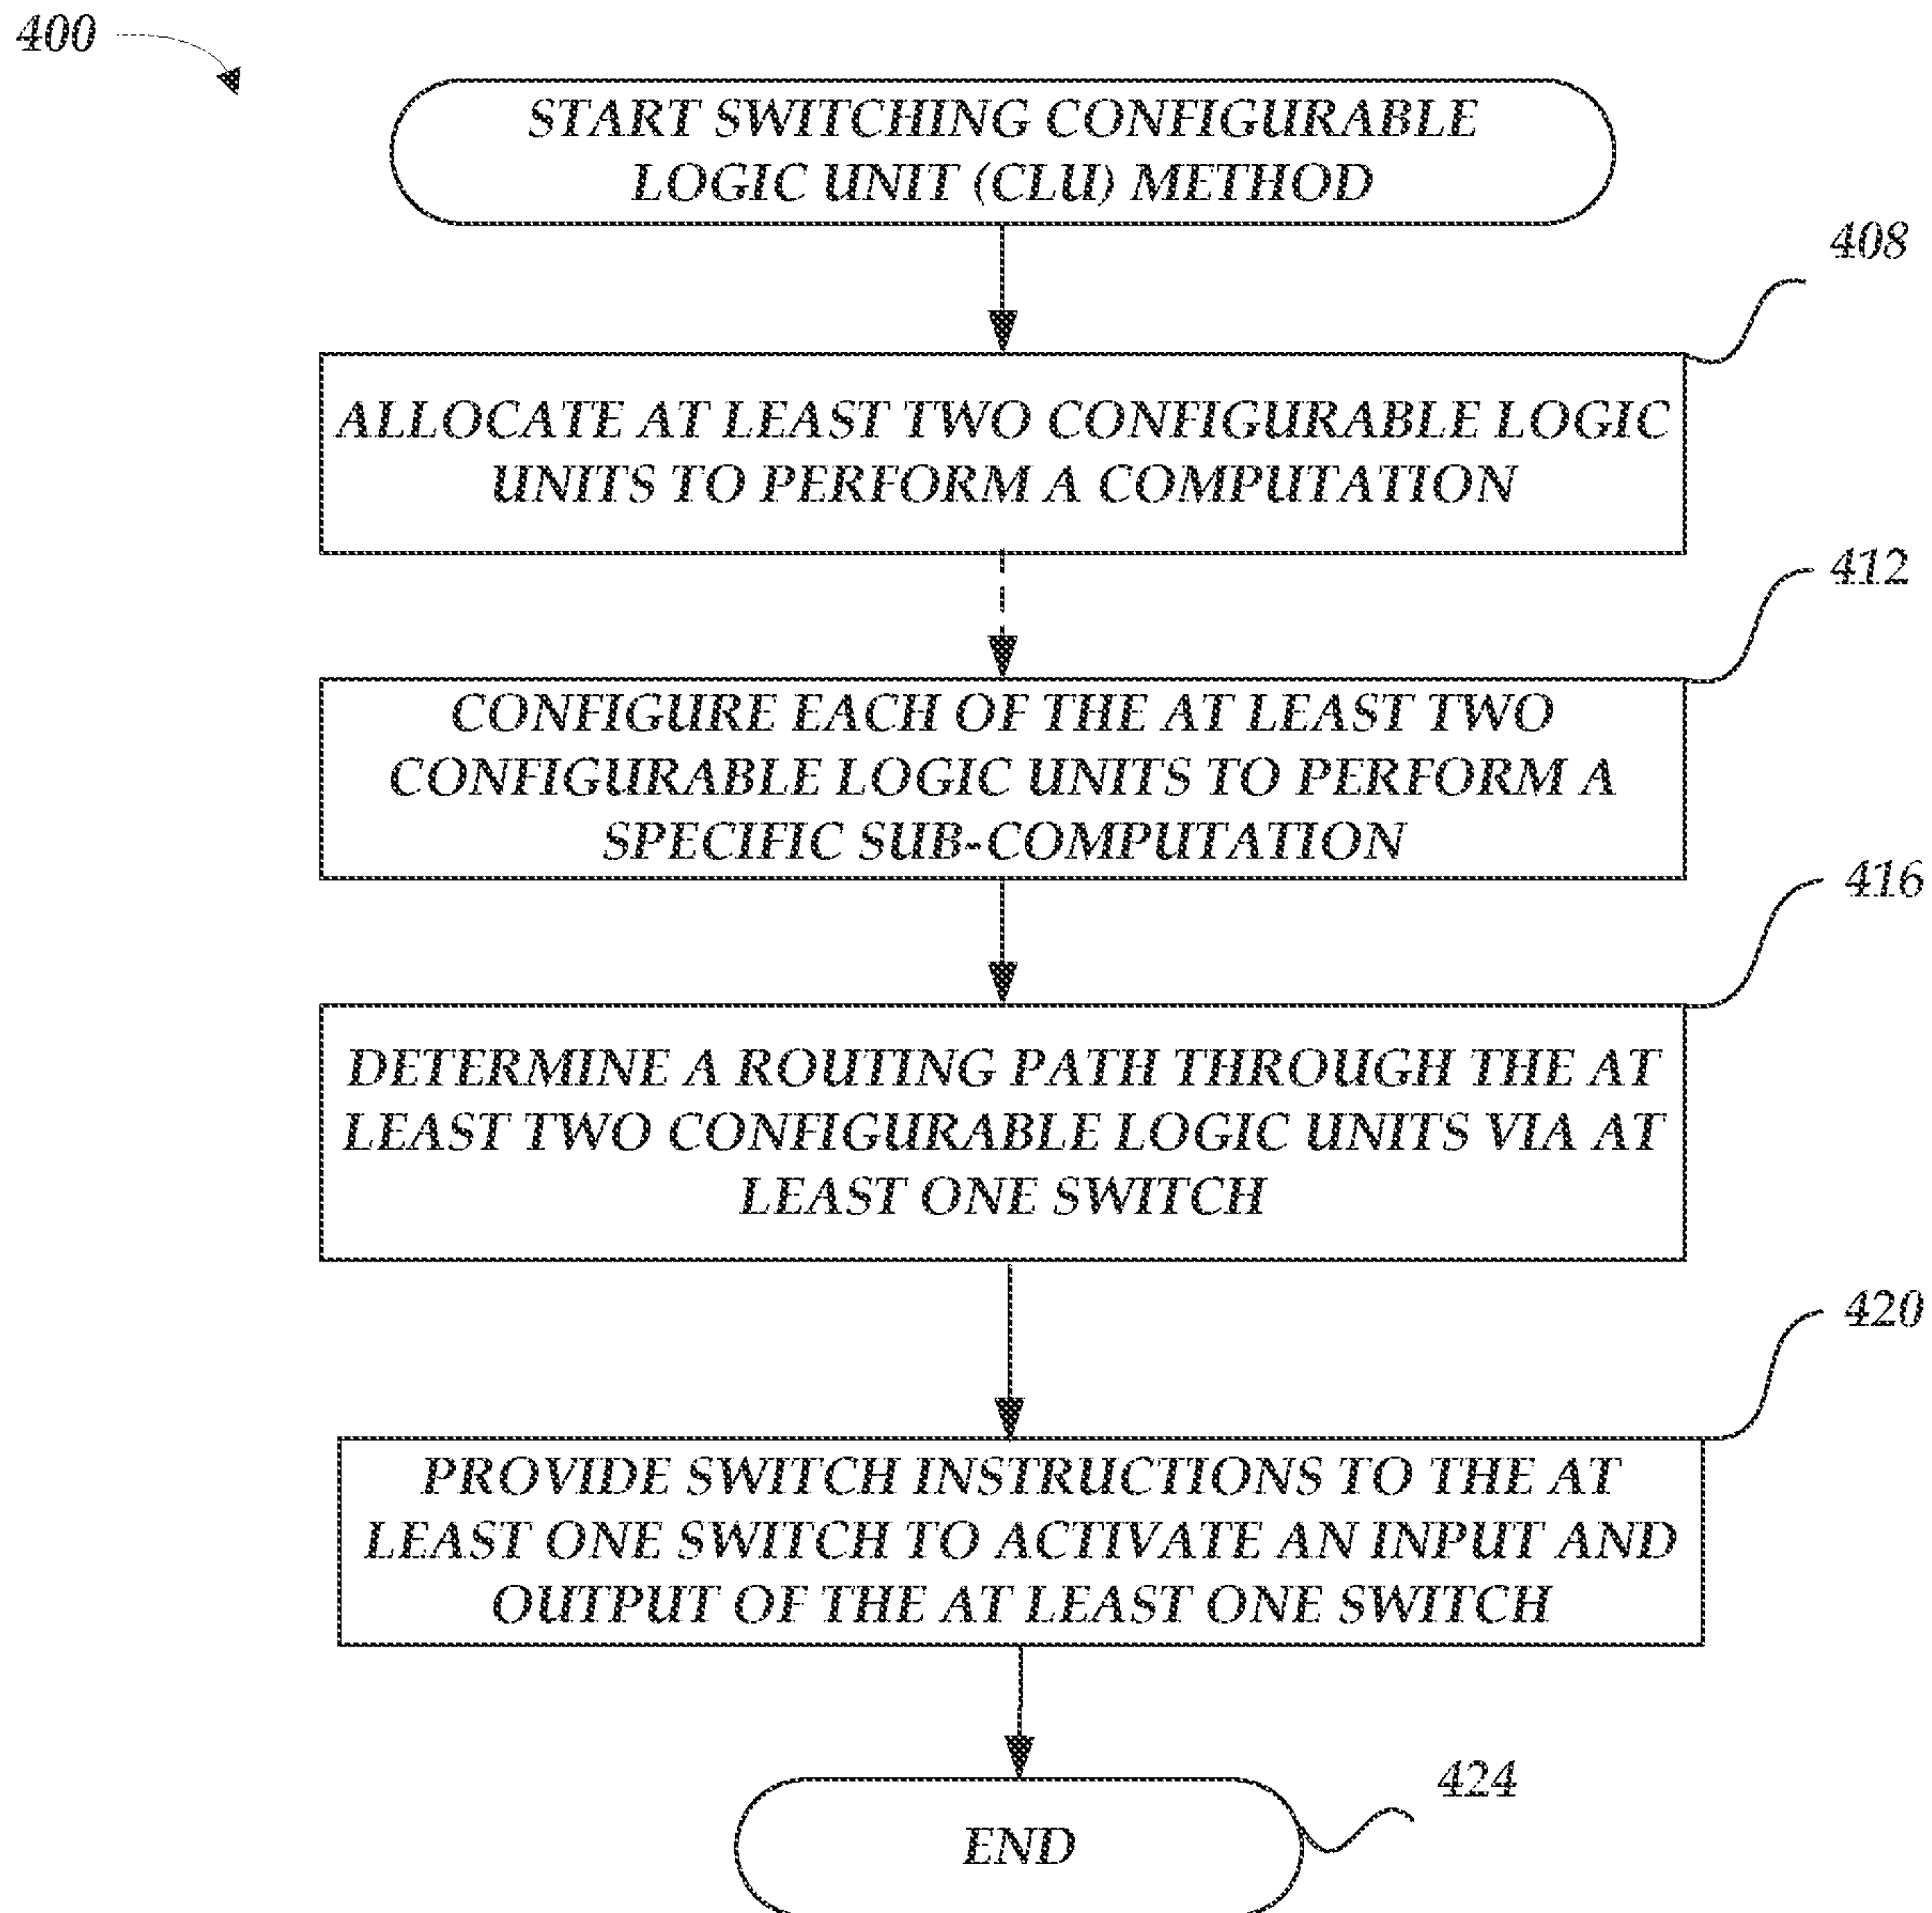 400
START SWITCHING CONFIGURABLE
LOGIC UNIT (CLU) METHOD
408
ALLOCATE AT LEAST TWO CONFIGURABLE LOGIC
UNITS TO PERFORM A COMPUTATION
412
CONFIGURE EACH OF THE AT LEAST TWO
CONFIGURABLE LOGIC UNITS TO PERFORM A
SPECIFIC SUB-COMPUTATION
416
DETERMINE A ROUTING PATH THROUGH THE AT
LEAST TWO CONFIGURABLE LOGIC UNITS VIA AT
LEAST ONE SWITCH
420
PROVIDE SWITCH INSTRUCTIONS TO THE AT
LEAST ONE SWITCH TO ACTIVATE AN INPUT AND
OUTPUT OF THE AT LEAST ONE SWITCH
424
END